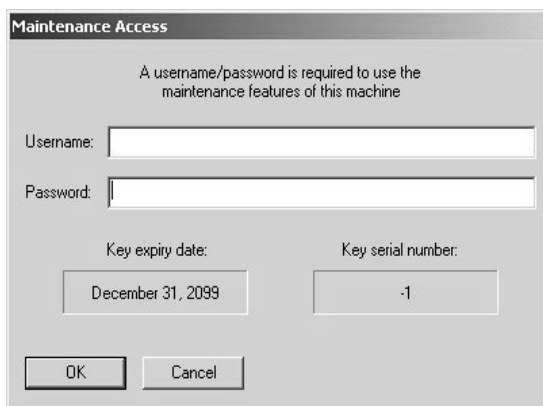 Maintenance Access
A username/password is required to use the
maintenance features of this machine
Username:
Password:
Key expiry date:
Key serial number:
December 31, 2099
-1
OK
Cancel